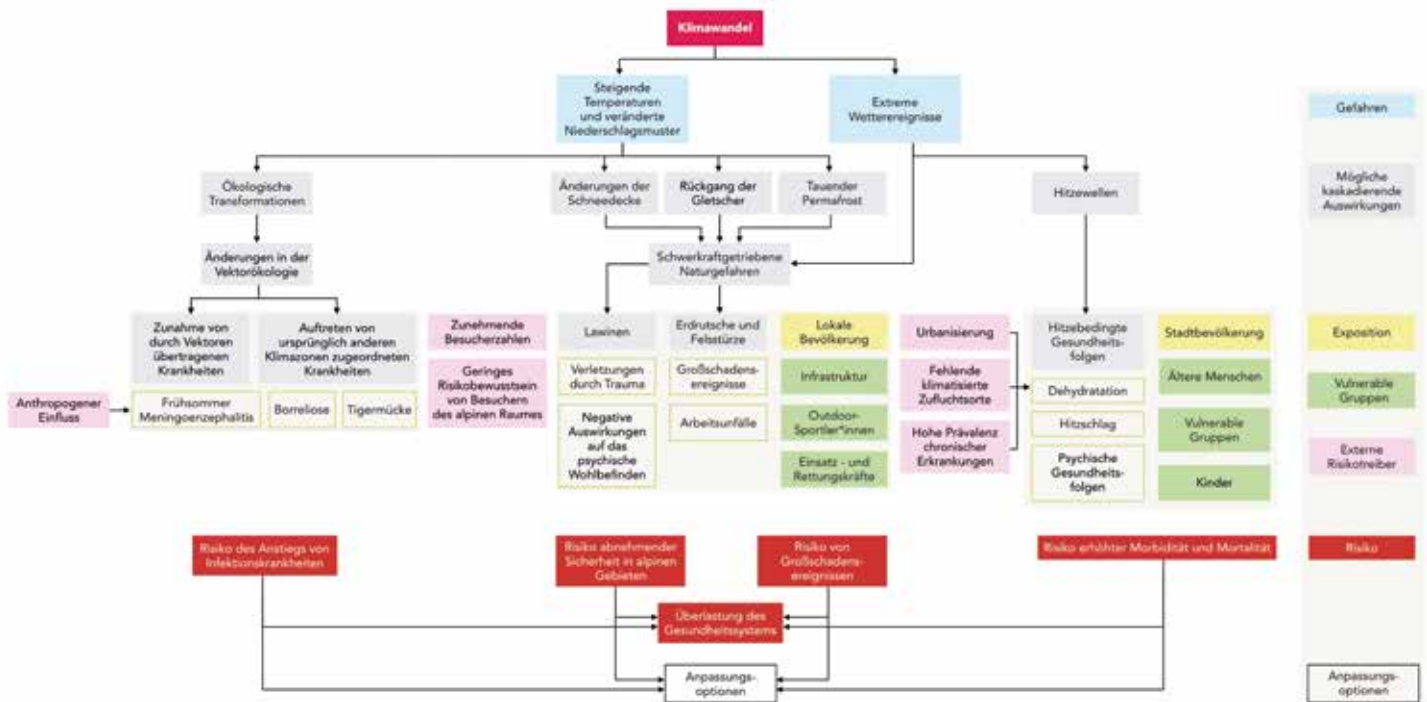 Klimawandel
Steigende
Temperaturen
und veränderte
Niederschlagsmuster
Extreme
Wetterereignisse
Gefahren
Ökologische
Transformationen
Änderungen der
Schneedecke
Rückgang der
Gletscher
Tauender
Permafrost
Hitzewellen
Mögliche
kaskadierende
Auswirkungen
Änderungen in der
Vektorökologie
Schwerkraftgetriebene
Naturgefahren
Zunahme von
durch Vektoren
übertragenen
Krankheiten
Auftreten von
ursprünglich anderen
Klimazonen zugeordneten
Krankheiten
Zunehmende
Besucherzahlen
Lawinen
Erdrutsche und
Felsstürze
Lokale
Bevölkerung
Urbanisierung
Hitzebedingte
Gesundheits-
folgen
Stadtbevölkerung
Exposition
Anthropogener
Einfluss
Frühsommer
Meningoenzephalitis
Borreliose
Tigermücke
Geringes
Risikobewusstsein
von Besuchern
des alpinen Raumes
Verletzungen
durch Trauma
Großschadens-
ereignisse
Infrastruktur
Fehlende
klimatisierte
Zufluchtsorte
Dehydratation
Ältere Menschen
Vulnerable
Gruppen
Negative
Auswirkungen
auf das
psychische
Wohlbefinden
Arbeitsunfälle
Outdoor-
Sportler*innen
Hohe Prävalenz
chronischer
Erkrankungen
Hitzschlag
Vulnerable
Gruppen
Externe
Risikotreiber
Einsatz - und
Rettungskräfte
Psychische
Gesundheits-
folgen
Kinder
Risiko des Anstiegs von
Infektionskrankheiten
Risiko abnehmender
Sicherheit in alpinen
Gebieten
Risiko von
Großschadens-
ereignissen
Risiko erhöhter Morbidität und Mortalität
Risiko
Überlastung des
Gesundheitssystems
Anpassungs-
optionen
Anpassungs-
optionen